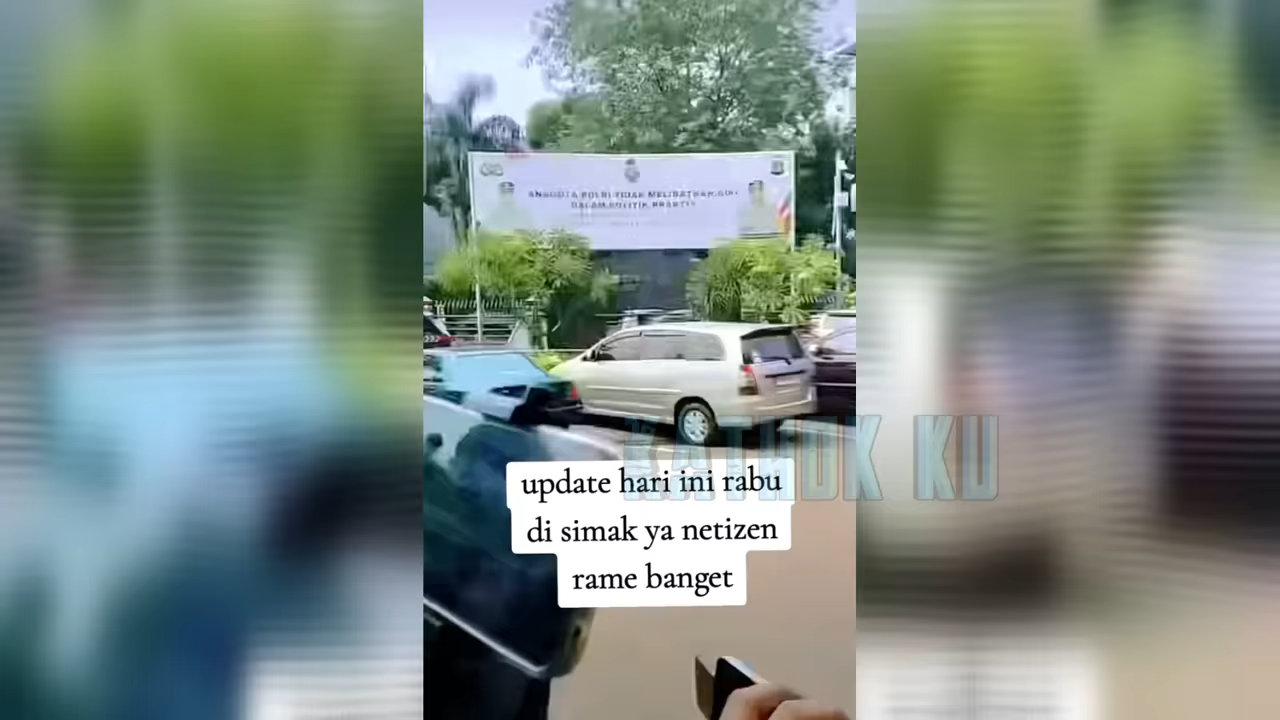 ANGGOTA POLRI TIDAK MELIBATKAN DIRI
DALAM POLITIK PRAKTIS
KATHOK KU
update hari ini rabu
di simak ya netizen
rame banget